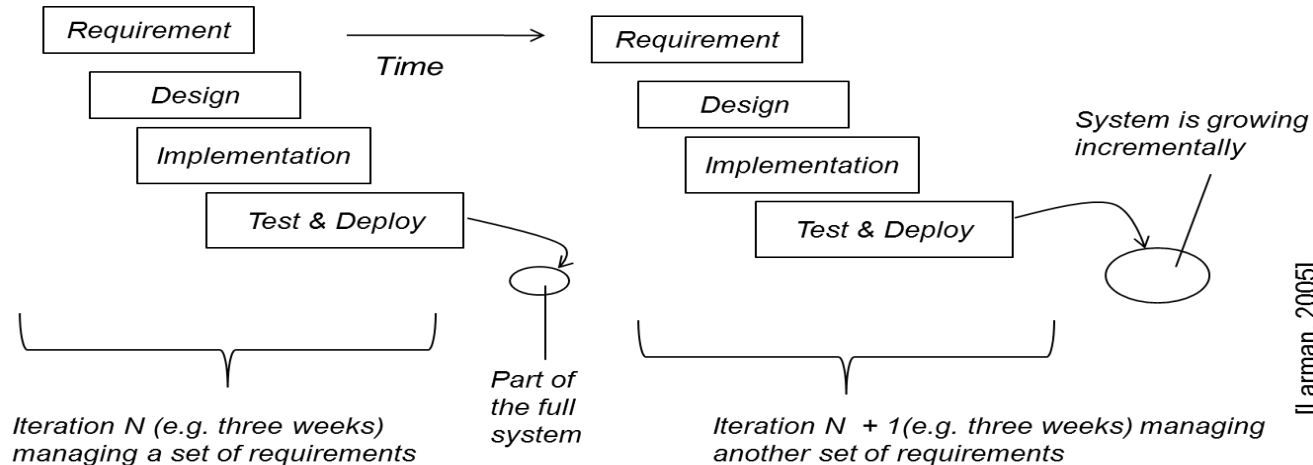 Requirement
Time
Design
Implementation
Test & Deploy
Part of
the full
system
Iteration N (e.g. three weeks)
managing a set of requirements
Requirement
Design
Implementation
Test & Deploy
System is growing
incrementally
Iteration N + 1(e.g. three weeks) managing
another set of requirements
[Larman, 2005]